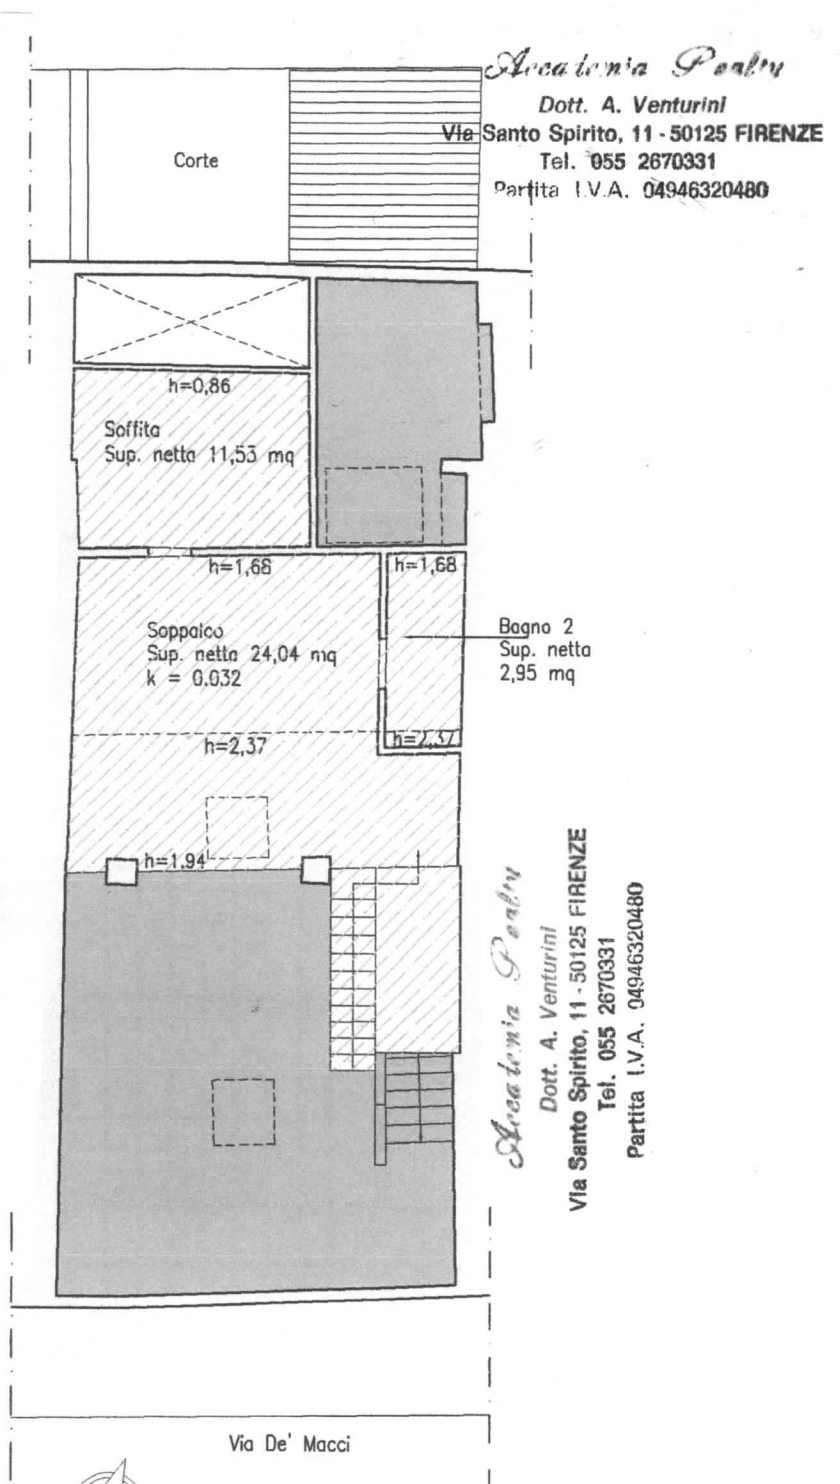 Accademia Realty
Dott. A. Venturini
Via Santo Spirito, 11 - 50125 FIRENZE
Tel. 055 2670331
Partita I.V.A. 04946320480
Corte
h=0,86
Soffita
Sup. netta 11,53 mq
h=1,68
h=1,68
Soppalco
Sup. netta 24,04 mq
k = 0.032
Bagno 2
Sup. netta
2,95 mq
h=2,37
h=2,37
h=1.94
Accademia Realty
Dott. A. Venturini
Via Santo Spirito, 11 - 50125 FIRENZE
Tel. 055 2670331
Partita I.V.A. 04946320480
Via De' Macci